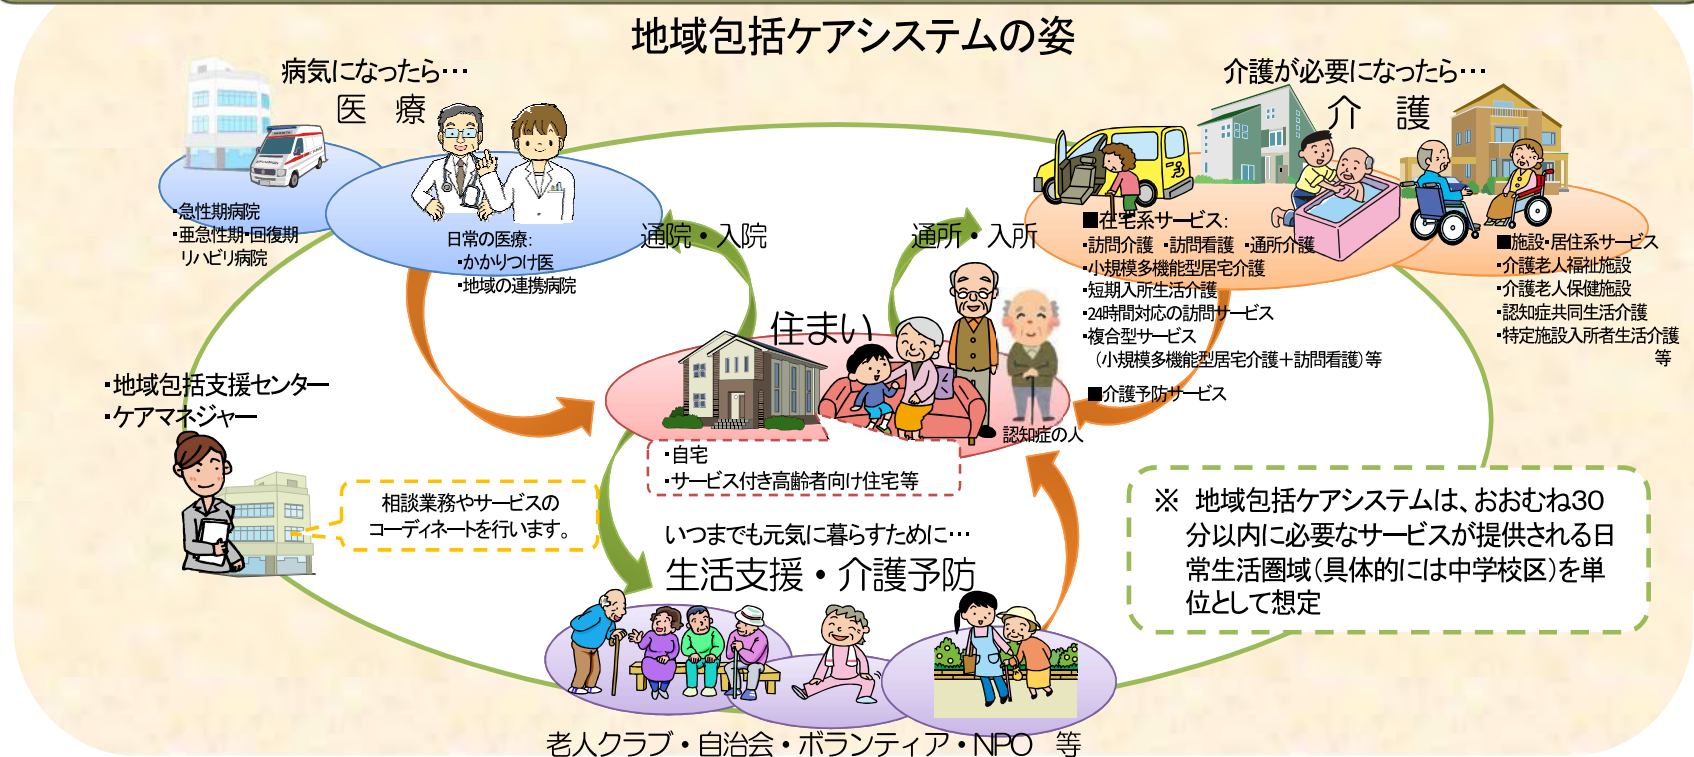 地域包括ケアシステムの姿
病気になったら…
医　療
・急性期病院
・亜急性期・回復期
リハビリ病院
日常の医療:
・かかりつけ医
・地域の連携病院
通院・入院
通所・入所
介護が必要になったら…
介　護
■在宅系サービス:
・訪問介護 ・訪問看護 ・通所介護
・小規模多機能型居宅介護
・短期入所生活介護
・24時間対応の訪問サービス
・複合型サービス
（小規模多機能型居宅介護＋訪問看護）等
■介護予防サービス
■施設・居住系サービス
・介護老人福祉施設
・介護老人保健施設
・認知症共同生活介護
・特定施設入所者生活介護
等
住まい
認知症の人
・自宅
・サービス付き高齢者向け住宅等
・地域包括支援センター
・ケアマネジャー
相談業務やサービスの
コーディネートを行います。
いつまでも元気に暮らすために…
生活支援・介護予防
老人クラブ・自治会・ボランティア・NPO　等
※　地域包括ケアシステムは、おおむね30
分以内に必要なサービスが提供される日
常生活圏域（具体的には中学校区）を単
位として想定